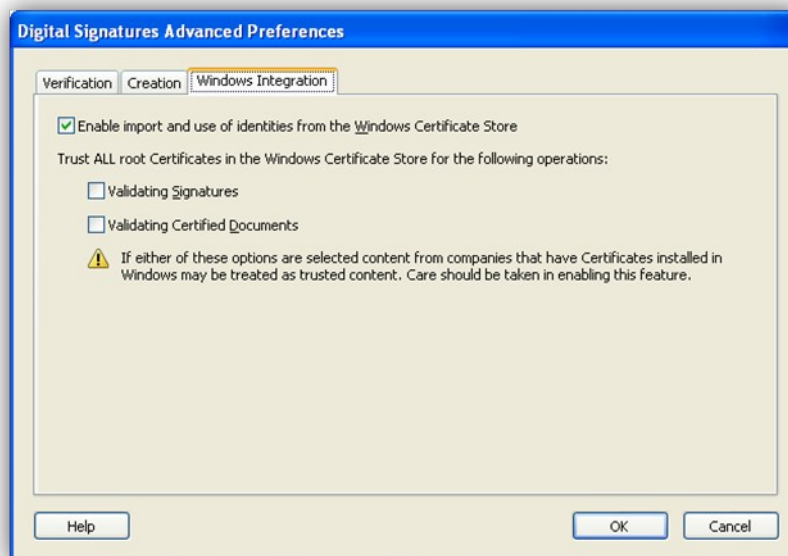 Digital Signatures Advanced Preferences
Verification Creation Windows Integration
Enable import and use of identities from the Windows Certificate Store
Trust ALL root Certificates in the Windows Certificate Store for the following operations:
Validating Signatures
Validating Certified Documents
If either of these options are selected content from companies that have Certificates installed in
Windows may be treated as trusted content. Care should be taken in enabling this feature.
Help OK Cancel